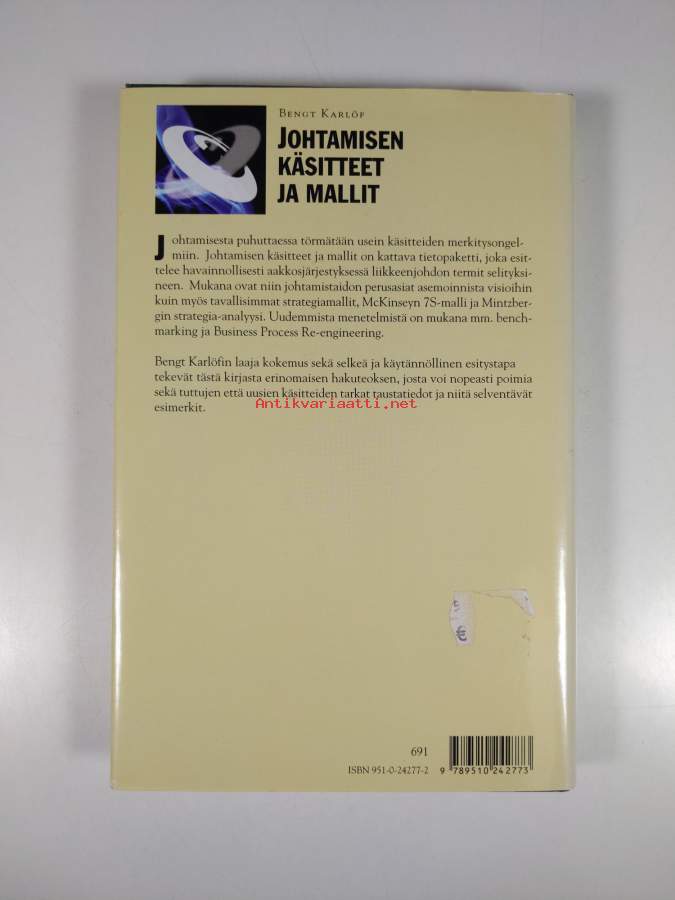 BENGT KARLÖF
JOHTAMISEN
KÄSITTEET
JA MALLIT
Johtamisesta puhuttaessa törmätään usein käsitteiden merkitysongel-
miin. Johtamisen käsitteet ja mallit on kattava tietopaketti, joka esit-
telee havainnollisesti aakkosjärjestyksessä liikkeenjohdon termit selityksi-
neen. Mukana ovat niin johtamistaidon perusasiat asemoinnista visioihin
kuin myös tavallisimmat strategiamallit, McKinseyn 7S-malli ja Mintzber-
gin strategia-analyysi. Uudemmista menetelmistä on mukana mm. bench-
marking ja Business Process Re-engineering.
Bengt Karlöfin laaja kokemus sekä selkeä ja käytännöllinen esitystapa
tekevät tästä kirjasta erinomaisen hakuteoksen, josta voi nopeasti poimia
sekä tuttujen että uusien käsitteiden tarkat taustatiedot ja niitä selventävät
esimerkit.
Antikvariaatti.net
€
691
ISBN 951-0-24277-2
9 789510 242773